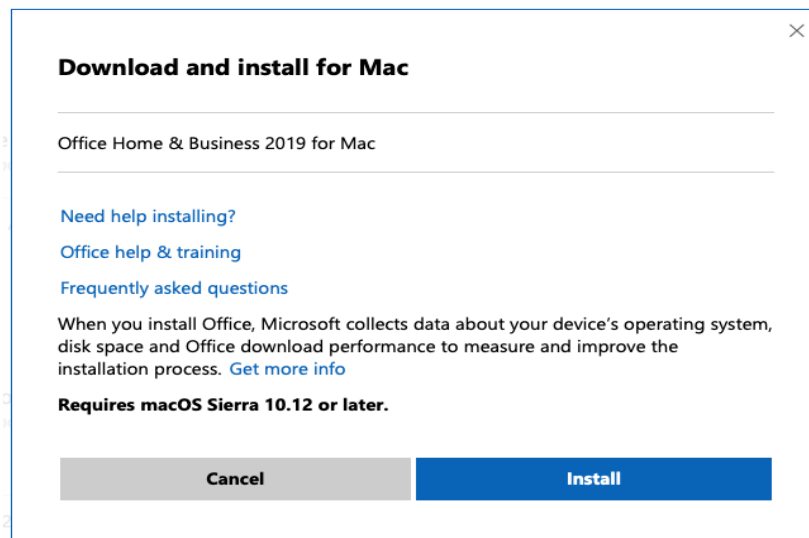 Download and install for Mac
Office Home & Business 2019 for Mac
Need help installing?
Office help & training
Frequently asked questions
When you install Office, Microsoft collects data about your device's operating system,
disk space and Office download performance to measure and improve the
installation process. Get more info
Requires macOS Sierra 10.12 or later.
Cancel
Install